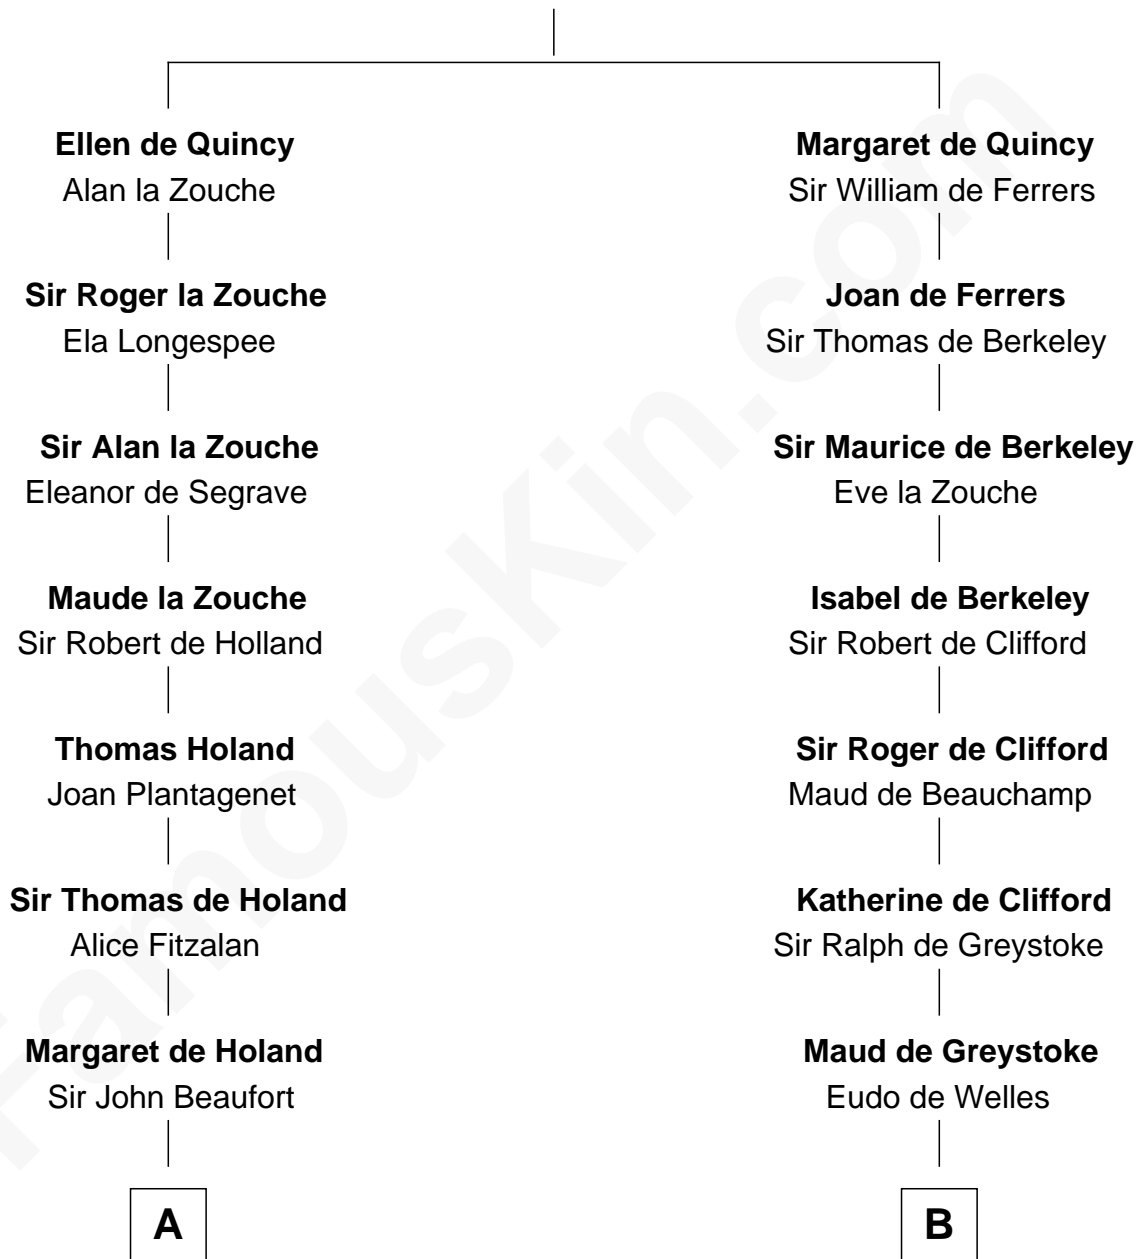 Ellen de Quincy
Alan la Zouche
Sir Roger la Zouche
Ela Longespee
Sir Alan la Zouche
Eleanor de Segrave
Maude la Zouche
Sir Robert de Holland
Thomas Holand
Joan Plantagenet
Sir Thomas de Holand
Alice Fitzalan
Margaret de Holand
Sir John Beaufort
A
Margaret de Quincy
Sir William de Ferrers
Joan de Ferrers
Sir Thomas de Berkeley
Sir Maurice de Berkeley
Eve la Zouche
Isabel de Berkeley
Sir Robert de Clifford
Sir Roger de Clifford
Maud de Beauchamp
Katherine de Clifford
Sir Ralph de Greystoke
Maud de Greystoke
Eudo de Welles
B
FamousKin.com